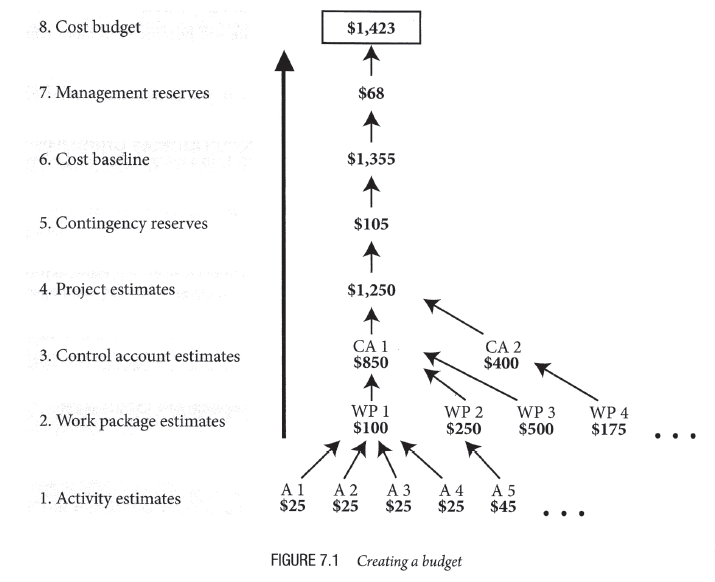 8. Cost budget
$1,423
7. Management reserves
$68
6. Cost baseline
$1,355
5. Contingency reserves
$105
4. Project estimates
$1,250
3. Control account estimates
CA 1
$850
CA 2
$400
2. Work package estimates
WP 1
$100
WP 2
$250
WP 3
$500
WP 4
$175
• • •
1. Activity estimates
A 1
$25
A 2
$25
A 3
$25
A 4
$25
A 5
$45
• • •
FIGURE 7.1 Creating a budget